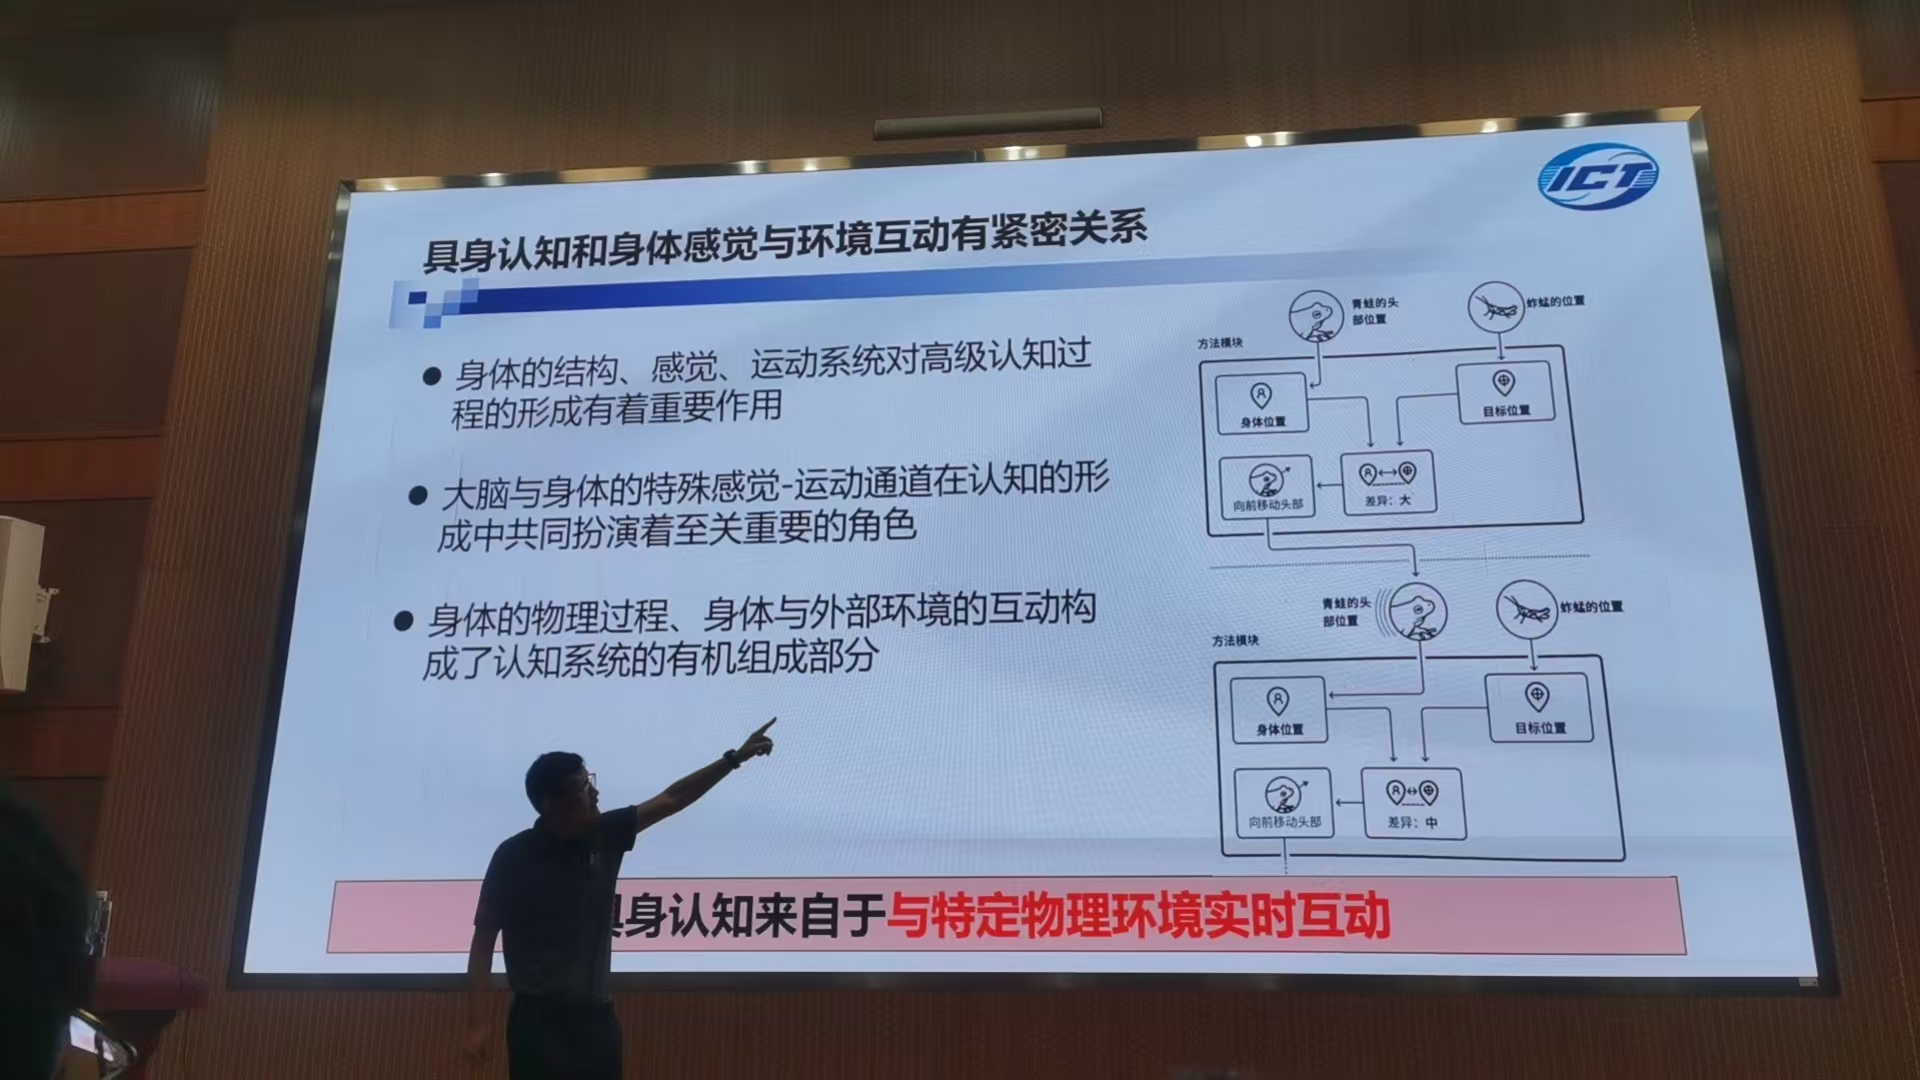 ICT
具身认知和身体感觉与环境互动有紧密关系
身体的结构、感觉、运动系统对高级认知过
程的形成有着重要作用
大脑与身体的特殊感觉-运动通道在认知的形
成中共同扮演着至关重要的角色
身体的物理过程、身体与外部环境的互动构
成了认知系统的有机组成部分
青蛙的头
部位置
蚱蜢的位置
方法模块
身体位置
目标位置
向前移动头部
差异：大
青蛙的头
部位置
蚱蜢的位置
方法模块
身体位置
目标位置
向前移动头部
差异：中
具身认知来自于与特定物理环境实时互动